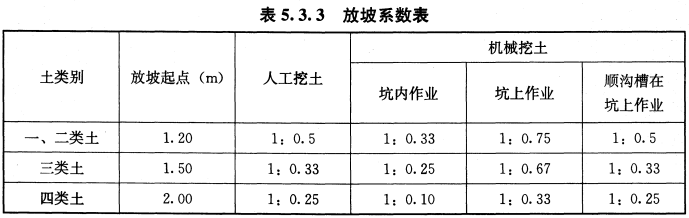 表5.3.3 放坡系数表
土类别 放坡起点（m） 人工挖土 机械挖土
坑内作业 坑上作业 顺沟槽在坑上作业
一、二类土 1.20 1：0.5 1：0.33 1：0.75 1：0.5
三类土 1.50 1：0.33 1：0.25 1：0.67 1：0.33
四类土 2.00 1：0.25 1：0.10 1：0.33 1：0.25